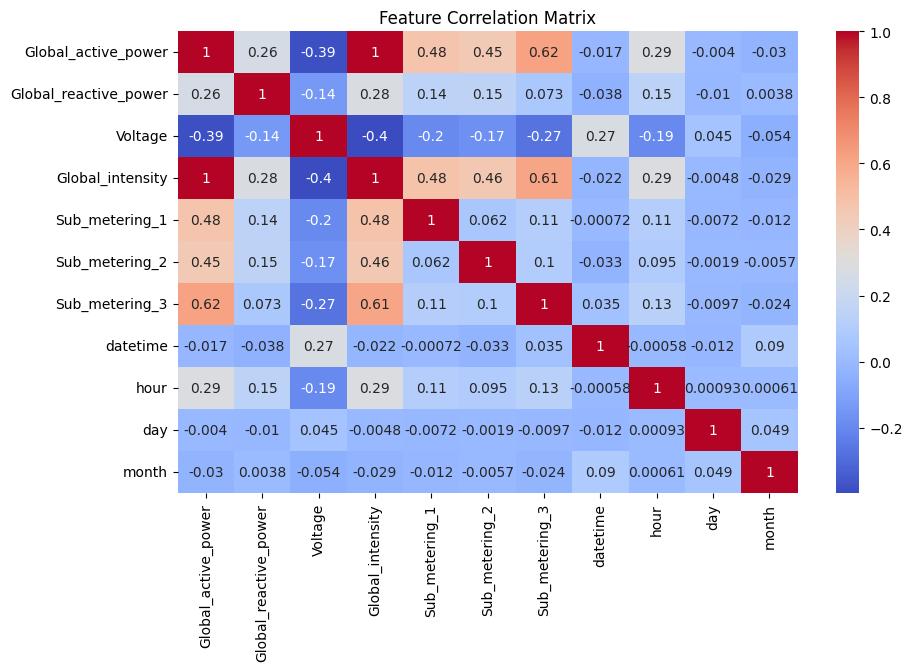 Feature Correlation Matrix
Global_active_power 1 0.26 -0.39 1 0.48 0.45 0.62 -0.017 0.29 -0.004 -0.03
Global_reactive_power 0.26 1 -0.14 0.28 0.14 0.15 0.073 -0.038 0.15 -0.01 0.0038
Voltage -0.39 -0.14 1 -0.4 -0.2 -0.17 -0.27 0.27 -0.19 0.045 -0.054
Global_intensity 1 0.28 -0.4 1 0.48 0.46 0.61 -0.022 0.29 -0.0048 -0.029
Sub_metering_1 0.48 0.14 -0.2 0.48 1 0.062 0.11 -0.00072 0.11 -0.0072 -0.012
Sub_metering_2 0.45 0.15 -0.17 0.46 0.062 1 0.1 -0.033 0.095 -0.0019 -0.0057
Sub_metering_3 0.62 0.073 -0.27 0.61 0.11 0.1 1 0.035 0.13 -0.0097 -0.024
datetime -0.017 -0.038 0.27 -0.022 -0.00072 -0.033 0.035 1 -0.00058 -0.012 0.09
hour 0.29 0.15 -0.19 0.29 0.11 0.095 0.13 -0.00058 1 0.00093 0.00061
day -0.004 -0.01 0.045 -0.0048 -0.0072 -0.0019 -0.0097 -0.012 0.00093 1 0.049
month -0.03 0.0038 -0.054 -0.029 -0.012 -0.0057 -0.024 0.09 0.00061 0.049 1
Global_active_power
Global_reactive_power
Voltage
Global_intensity
Sub_metering_1
Sub_metering_2
Sub_metering_3
datetime
hour
day
month
1.0
0.8
0.6
0.4
0.2
0.0
−0.2